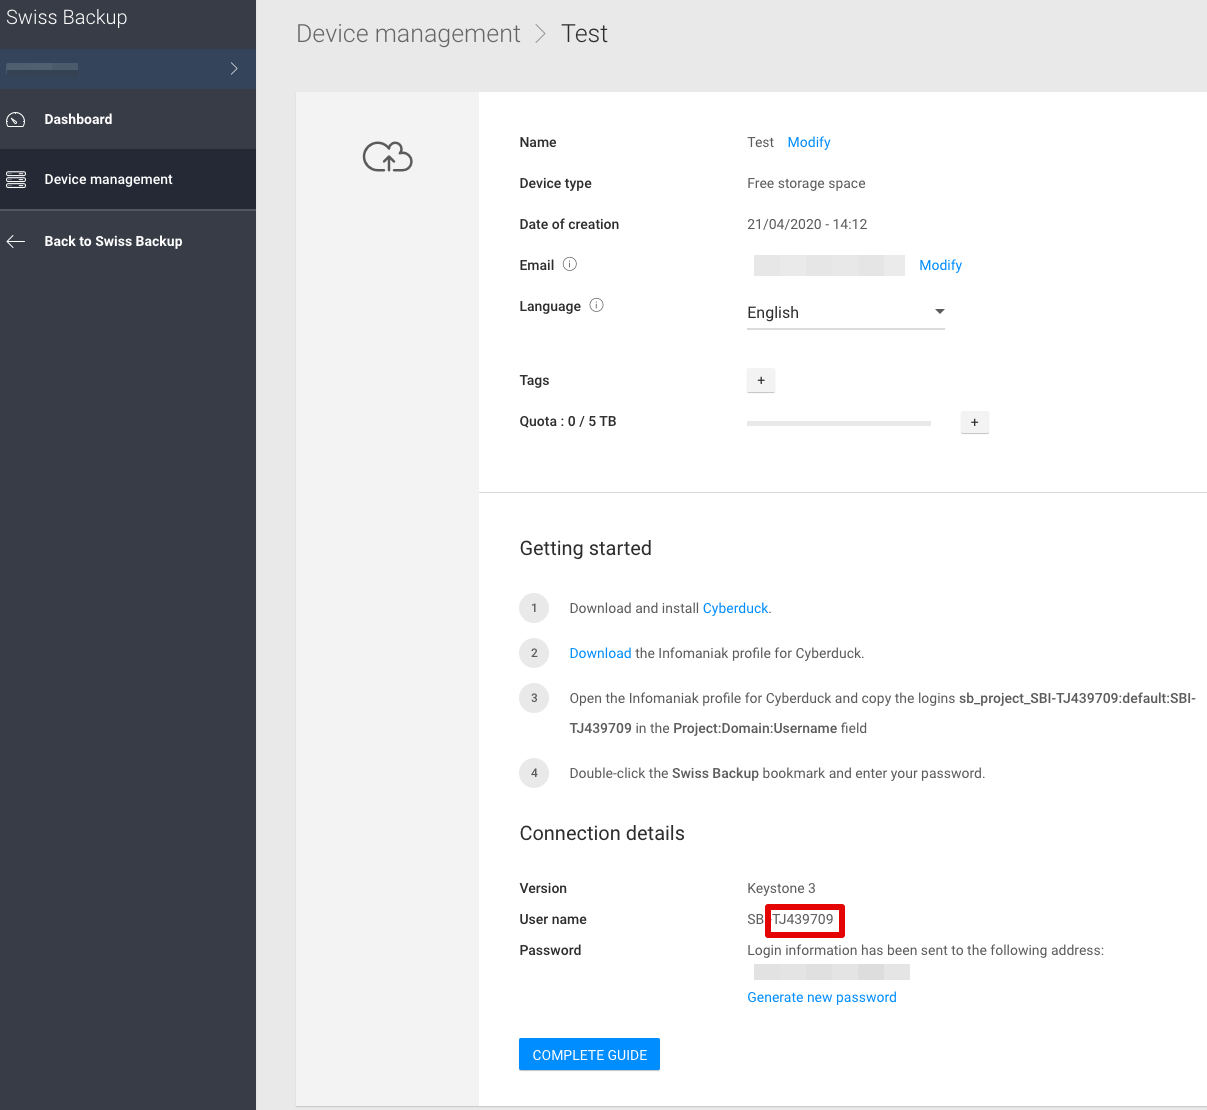 Swiss Backup
Device management > Test
Dashboard
Device management
Back to Swiss Backup
Name Test Modify
Device type Free storage space
Date of creation 21/04/2020 - 14:12
Email Modify
Language English
Tags +
Quota : 0 / 5 TB +
Getting started
1 Download and install Cyberduck.
2 Download the Infomaniak profile for Cyberduck.
3 Open the Infomaniak profile for Cyberduck and copy the logins sb_project_SBI-TJ439709:default:SBI-
TJ439709 in the Project:Domain:Username field
4 Double-click the Swiss Backup bookmark and enter your password.
Connection details
Version Keystone 3
User name SBI-TJ439709
Password Login information has been sent to the following address:
Generate new password
COMPLETE GUIDE